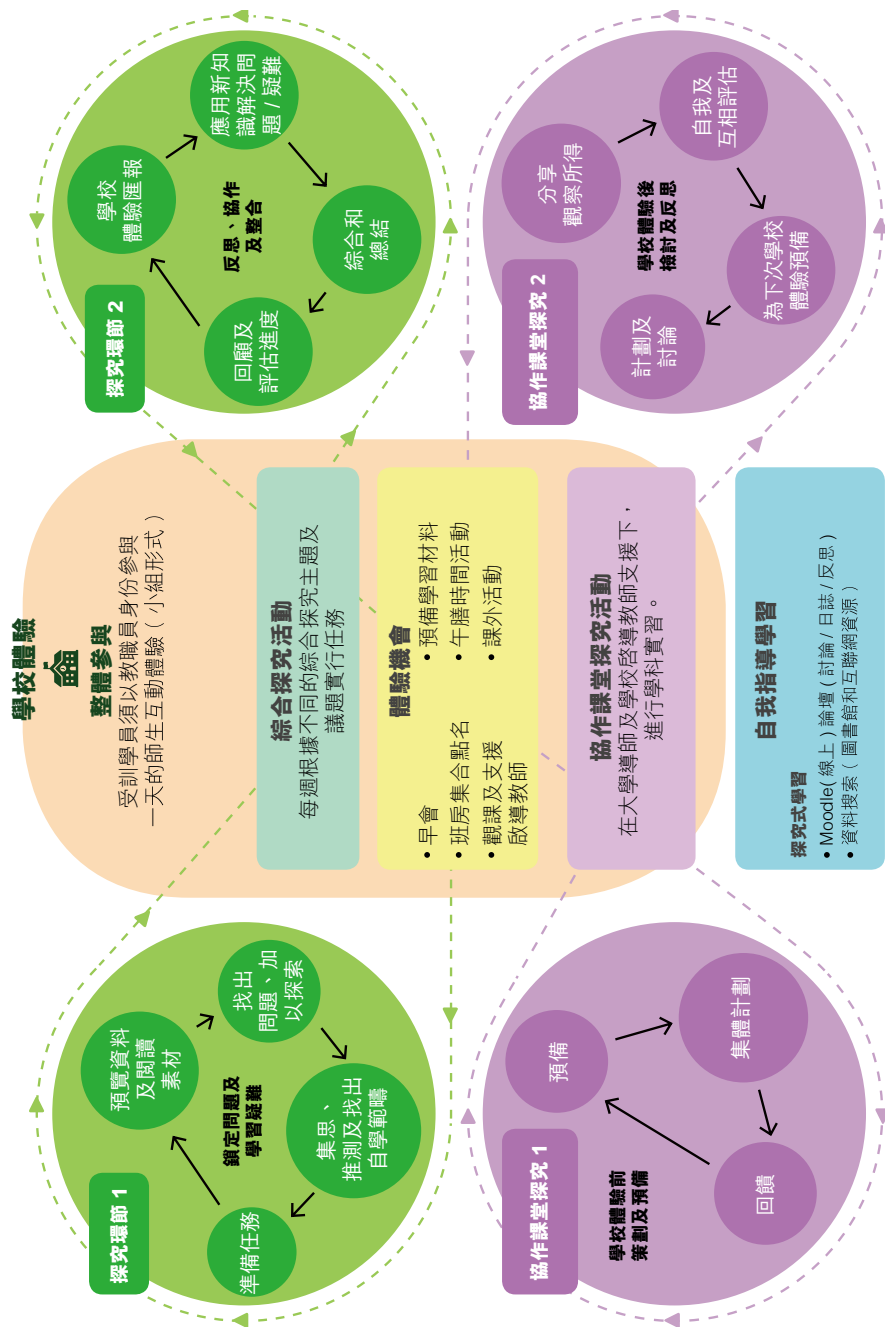 探究環節 1
預覽資料
及閱讀
素材
找出
問題、加
以探索
集思、
推測及找出
自學範疇
準備任務
鎖定問題及
學習疑難
協作課堂探究 1
預備
集體計劃
回饋
學校體驗前
策劃及預備
學校體驗
整體參與
受訓學員須以教職員身份參與
一天的師生互動體驗（小組形式）
綜合探究活動
每週根據不同的綜合探究主題及
議題實行任務
體驗機會
• 早會
• 班房集合點名
• 觀課及支援
啟導教師
• 預備學習材料
• 午膳時間活動
• 課外活動
協作課堂探究活動
在大學導師及學校啓導教師支援下，
進行學科實習。
自我指導學習
探究式學習
• Moodle(線上)論壇(討論/日誌/反思)
• 資料搜索（圖書館和互聯網資源）
探究環節 2
學校
體驗匯報
應用新知
識解決問
題/疑難
綜合和
總結
回顧及
評估進度
反思、協作
及整合
協作課堂探究 2
分享
觀察所得
自我及
互相評估
為下次學校
體驗預備
計劃及
討論
學校體驗後
檢討及反思